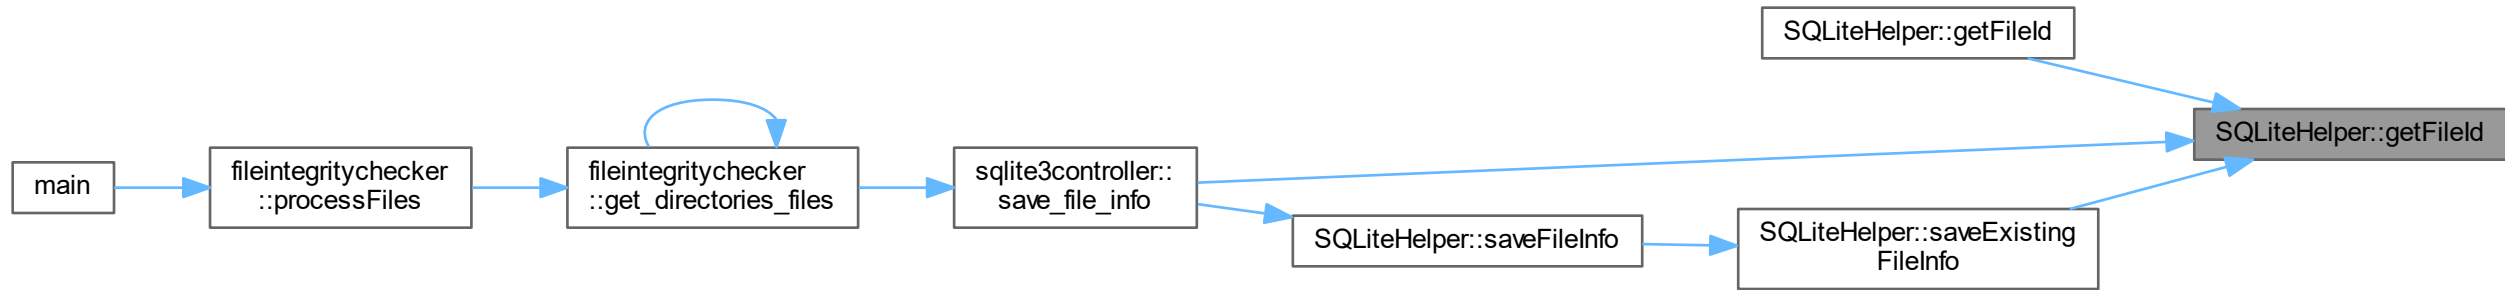 main
fileintegritychecker
::processFiles
fileintegritychecker
::get_directories_files
sqlite3controller::
save_file_info
SQLiteHelper::saveFileInfo
SQLiteHelper::saveExisting
FileInfo
SQLiteHelper::getFileId
SQLiteHelper::getFileId